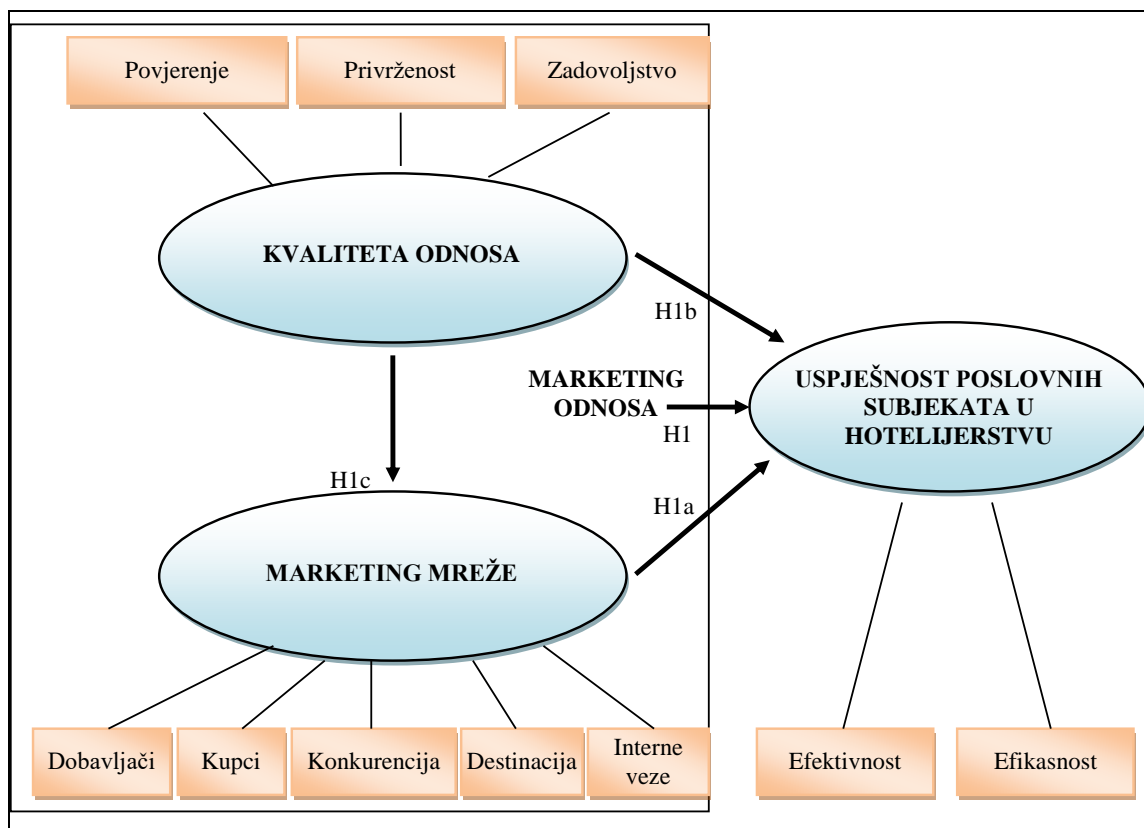 Povjerenje
Privrženost
Zadovoljstvo
KVALITETA ODNOSA
H1b
MARKETING
ODNOSA
H1
USPJEŠNOST POSLOVNIH
SUBJEKATA U
HOTELIJERSTVU
H1c
H1a
MARKETING MREŽE
Dobavljači
Kupci
Konkurencija
Destinacija
Interne
veze
Efektivnost
Efikasnost